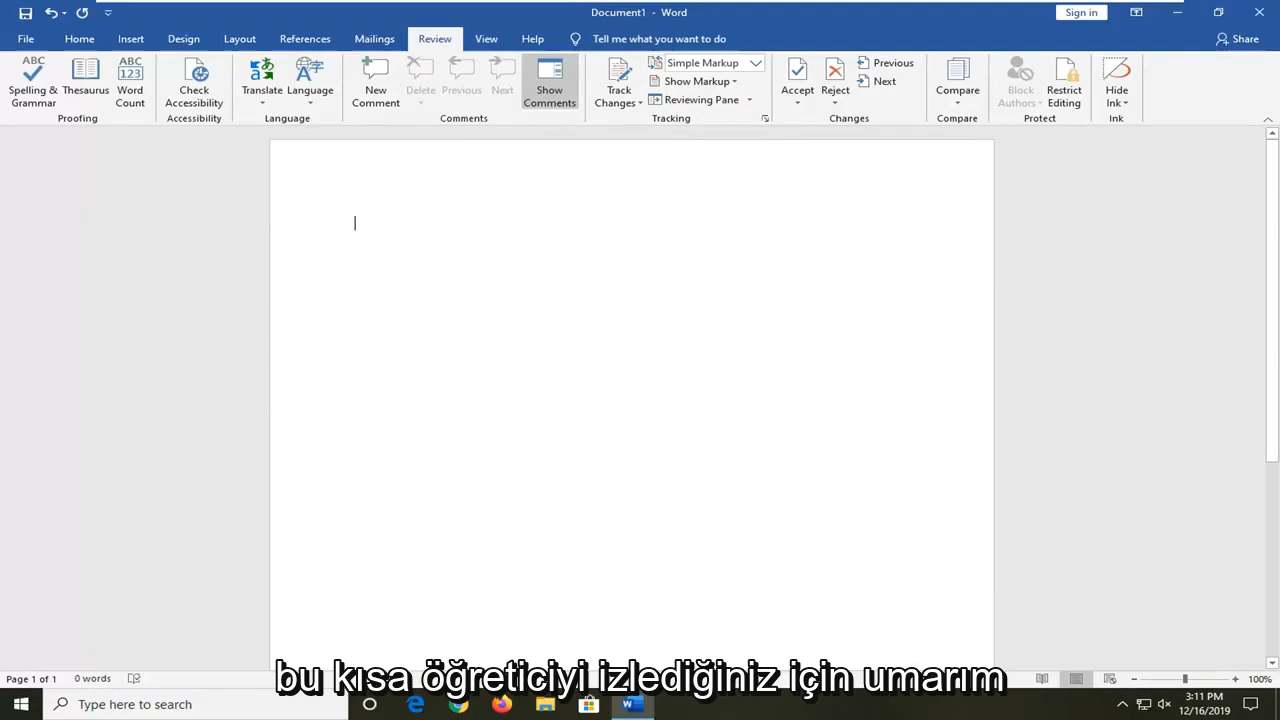 Document1 - Word
Sign in
File Home Insert Design Layout References Mailings Review View Help Tell me what you want to do Share
ABC Spelling & Grammar
Thesaurus
ABC 123 Word Count
Proofing
Check Accessibility
Accessibility
Translate
Language
Language
New Comment
Delete
Previous
Next
Show Comments
Comments
Track Changes
Simple Markup
Show Markup
Reviewing Pane
Tracking
Accept
Reject
Previous
Next
Changes
Compare
Compare
Block Authors
Restrict Editing
Protect
Hide Ink
Ink
bu kısa öğreticiyi izlediğiniz için umarım
Page 1 of 1 0 words 100%
Type here to search
3:11 PM
12/16/2019